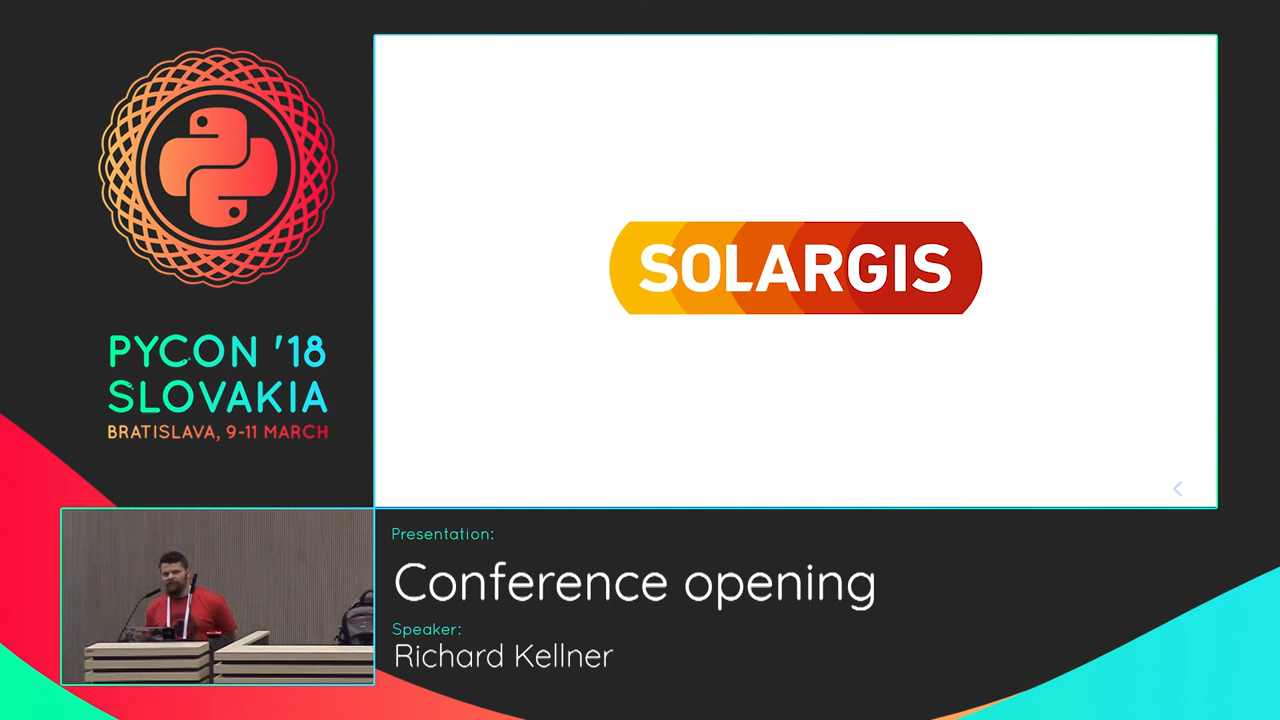 PYCON '18
SLOVAKIA
BRATISLAVA, 9-11 MARCH
SOLARGIS
Presentation:
Conference opening
Speaker:
Richard Kellner